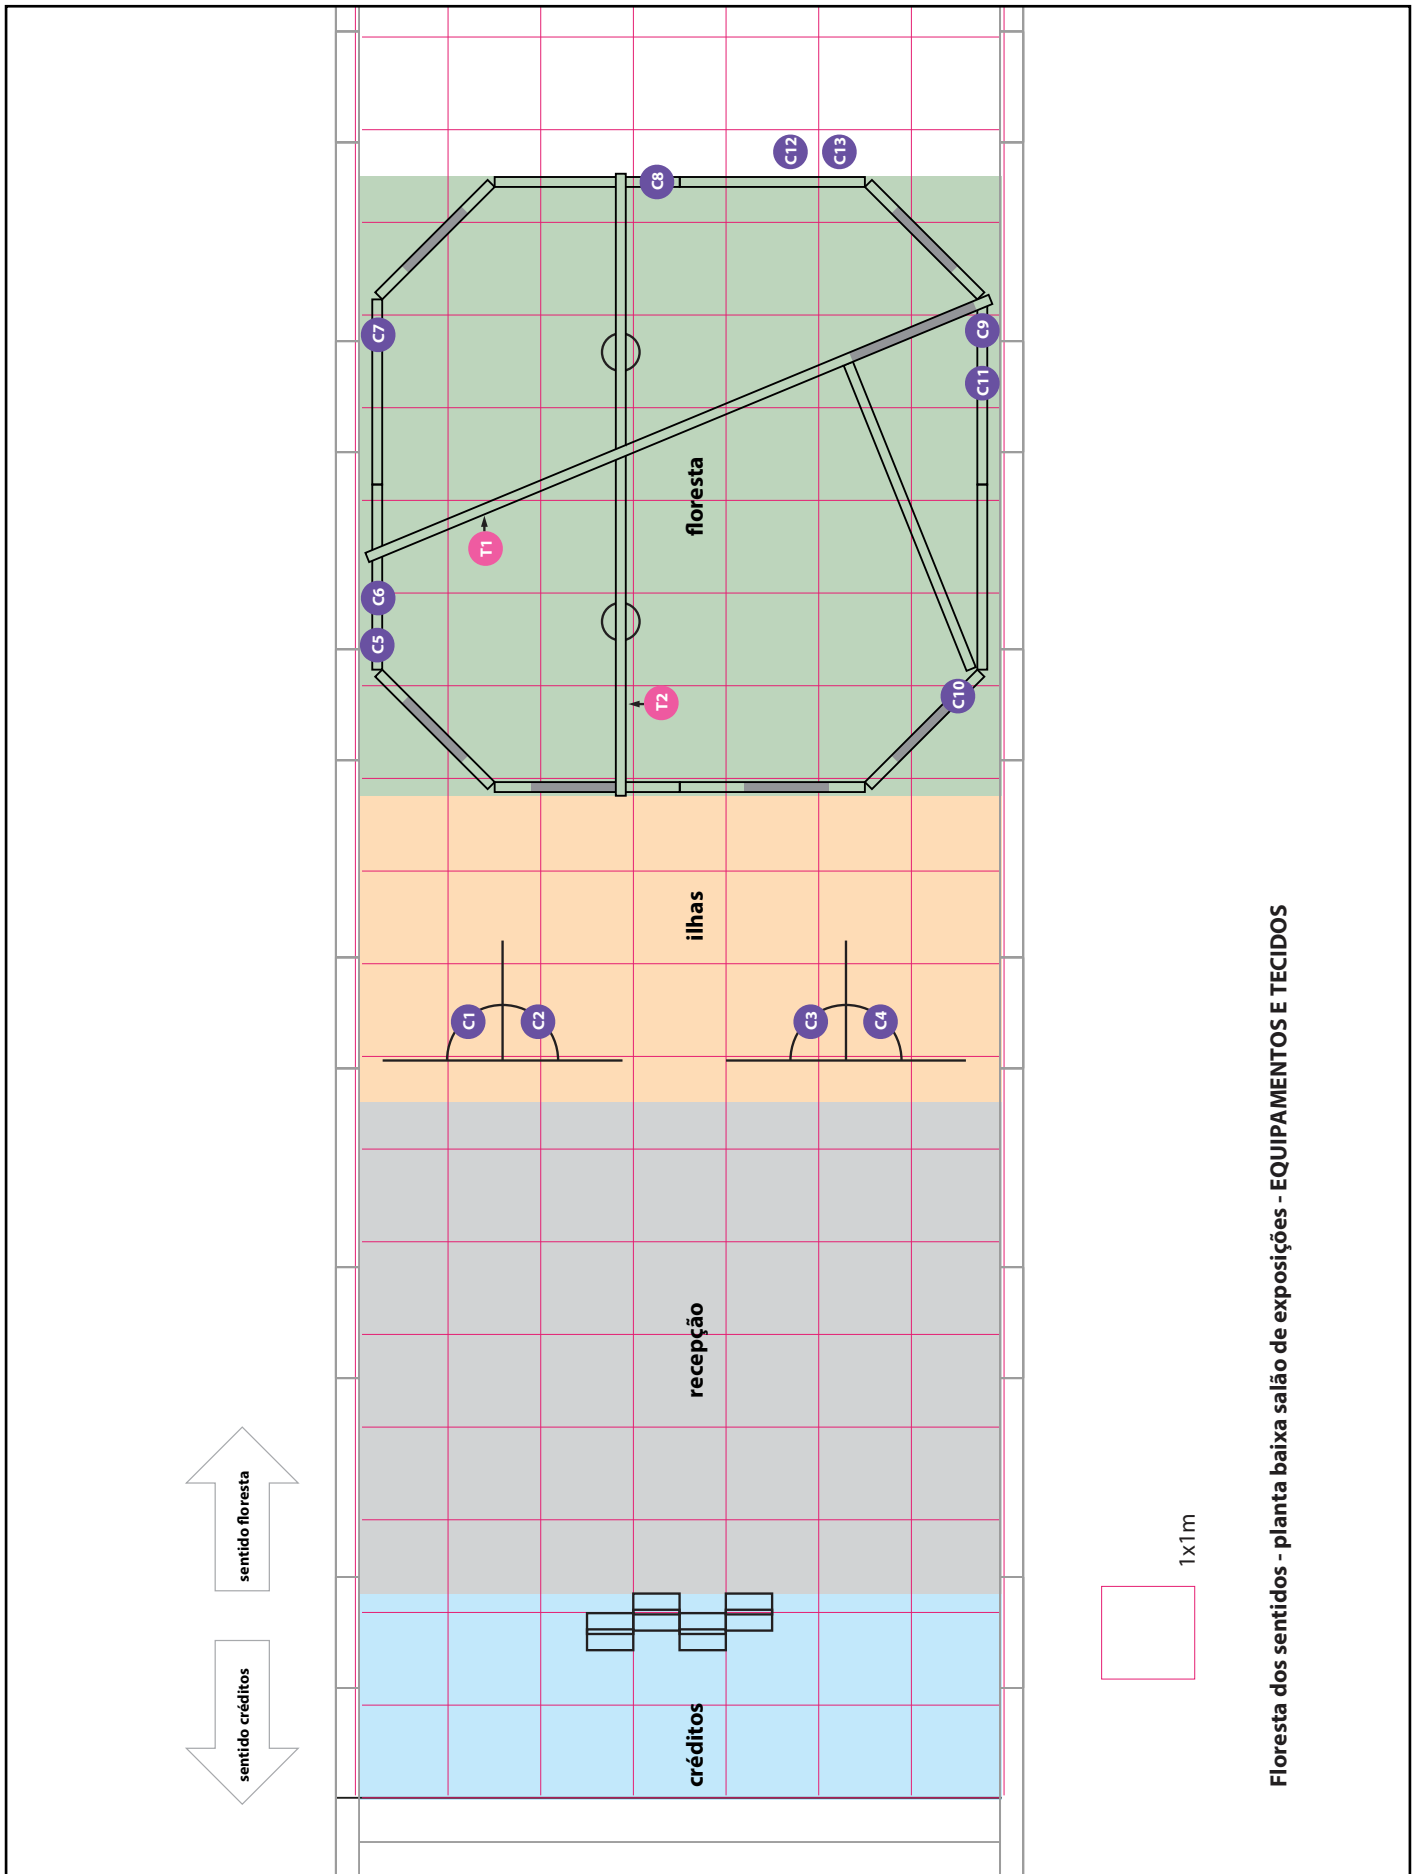 C12
C13
C8
C7
C9
C11
floresta
T1
C6
C5
C10
T2
ilhas
C1
C2
C3
C4
recepção
sentido floresta
sentido créditos
créditos
1x1m
Floresta dos sentidos - planta baixa salão de exposições - EQUIPAMENTOS E TECIDOS